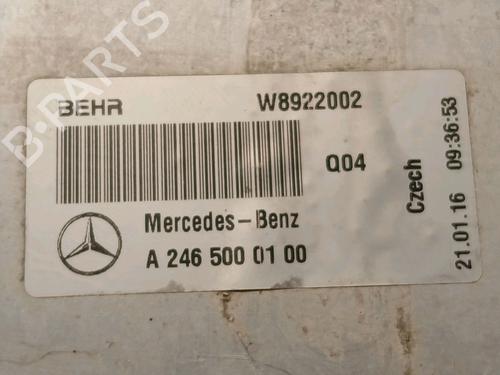 B-PARTS
BEHR
W8922002
Q04
Mercedes-Benz
A 246 500 01 00
Czech
21.01.16 09:36:53